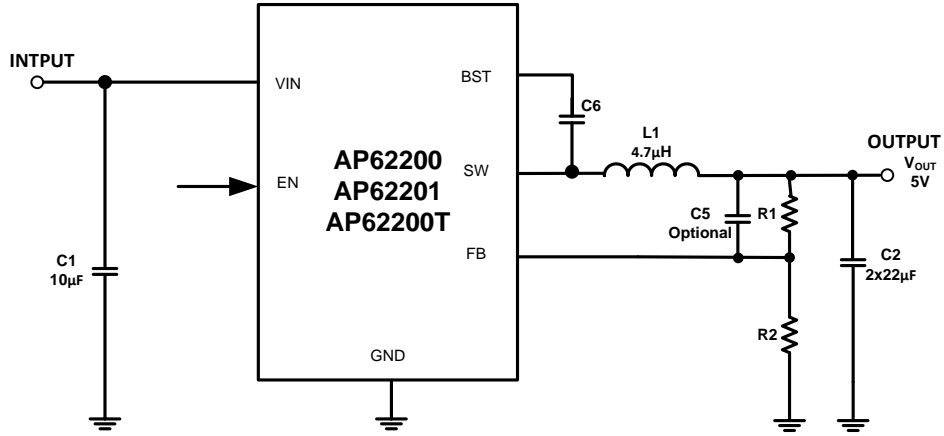 INTPUT
VIN
BST
C6
L1
4.7µH
OUTPUT
VOUT
5V
AP62200
AP62201
AP62200T
EN
SW
C5
Optional
R1
FB
C1
10µF
C2
2x22µF
R2
GND